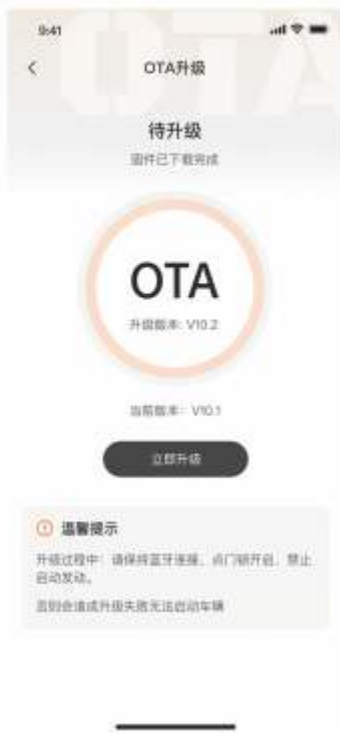 9:41
OTA
OTA升级
待升级
固件已下载完成
OTA
升级版本: V10.2
当前版本: V10.1
立即升级
温馨提示
升级过程中：请保持蓝牙连接、点门锁开启、禁止
启动发动。
否则会造成升级失败无法启动车辆